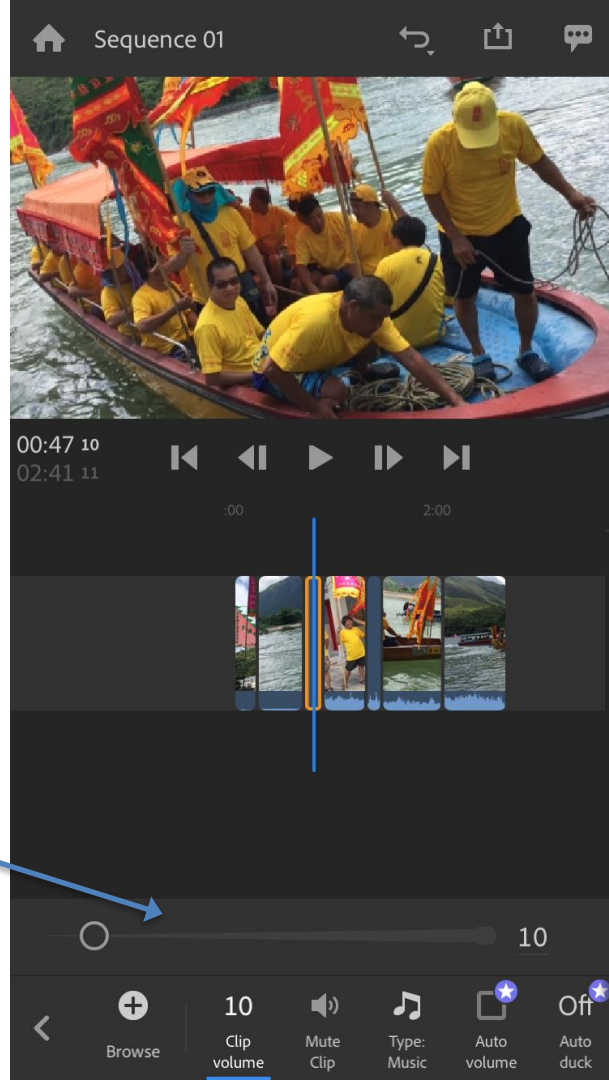 Sequence 01
00:47 10
02:41 11
:00
2:00
10
Browse
10
Clip
volume
Mute
Clip
Type:
Music
Auto
volume
Off
Auto
duck